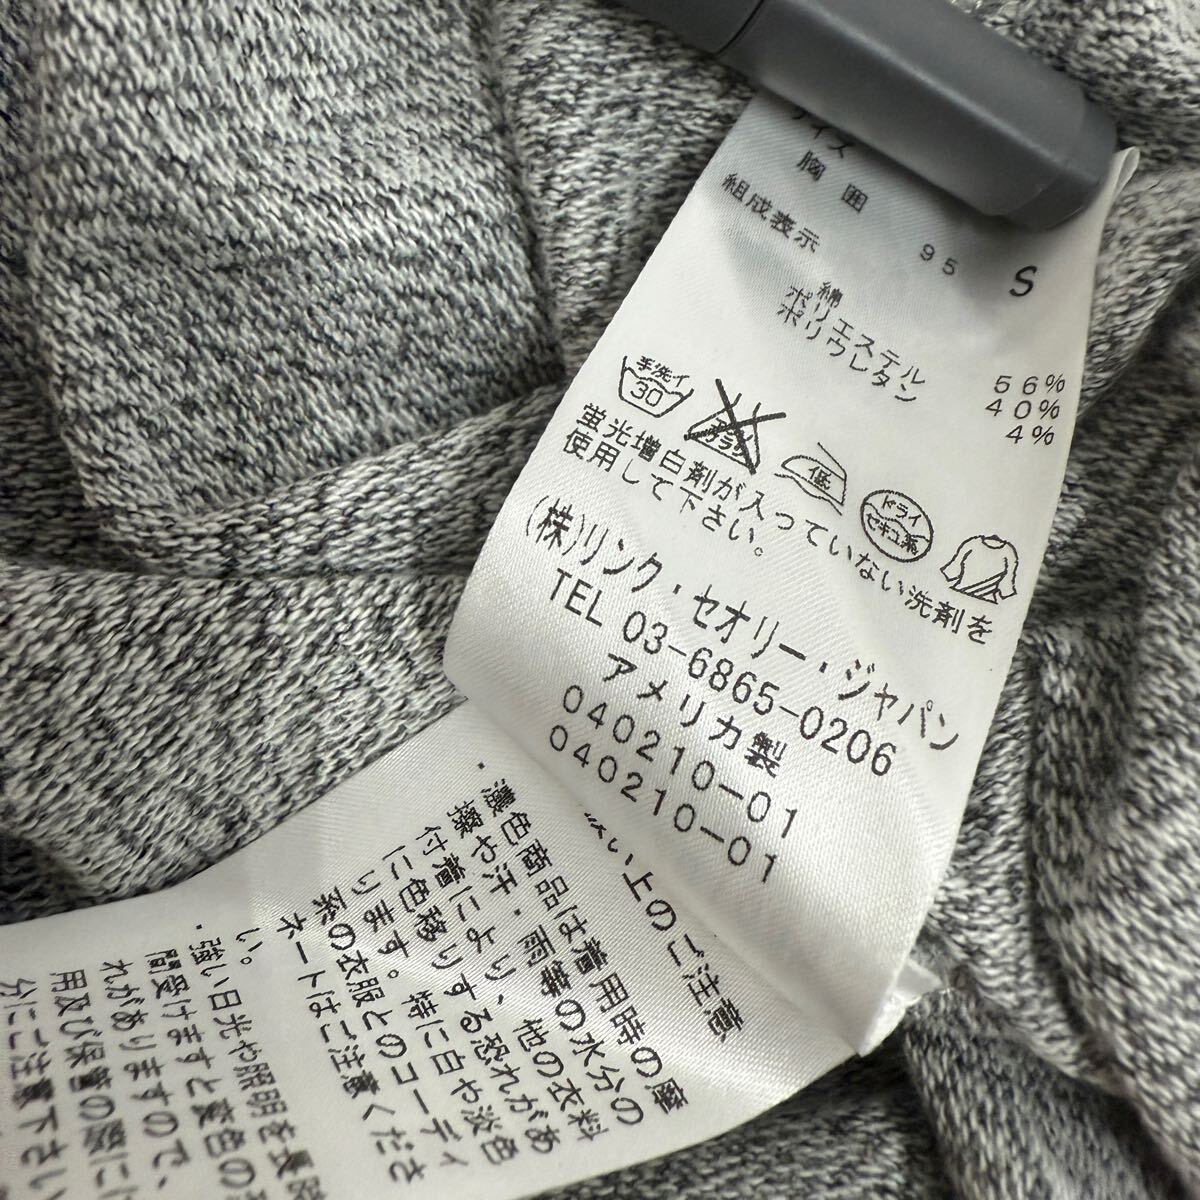 サイズ S
胸囲 95
組成表示
綿 56%
ポリエステル 40%
ポリウレタン 4%
手洗イ 30
低
ドライ
セキユ系
蛍光増白剤が入っていない洗剤を
使用して下さい。
(株)リンク・セオリー・ジャパン
TEL 03-6865-0206
アメリカ製
040210-01
040210-01
い上のご注意
・濃色商品は着用時の摩
擦や汗・雨等の水分の
付着により、他の衣料
に色移りする恐れがあ
ります。特に白や淡色
系の衣服とのコーディ
ネートはご注意くださ
い。
・強い日光や照明を長時
間受けますと変色の
れがありますので、
用及び保管の際に
分にご注意下さい